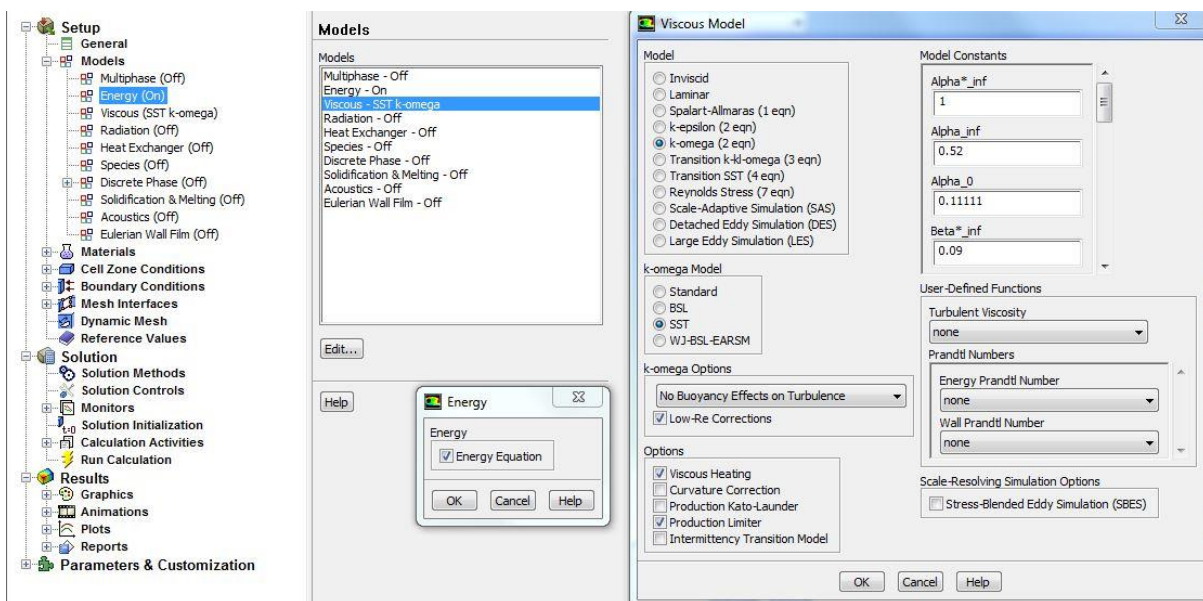 Setup
General
Models
Multiphase (Off)
Energy (On)
Viscous (SST k-omega)
Radiation (Off)
Heat Exchanger (Off)
Species (Off)
Discrete Phase (Off)
Solidification & Melting (Off)
Acoustics (Off)
Eulerian Wall Film (Off)
Materials
Cell Zone Conditions
Boundary Conditions
Mesh Interfaces
Dynamic Mesh
Reference Values
Solution
Solution Methods
Solution Controls
Monitors
t=0 Solution Initialization
Calculation Activities
Run Calculation
Results
Graphics
Animations
Plots
Reports
Parameters & Customization
Models
Models
Multiphase - Off
Energy - On
Viscous - SST k-omega
Radiation - Off
Heat Exchanger - Off
Species - Off
Discrete Phase - Off
Solidification & Melting - Off
Acoustics - Off
Eulerian Wall Film - Off
Edit...
Help
Energy
Energy
Energy Equation
OK Cancel Help
Viscous Model
Model
Inviscid
Laminar
Spalart-Allmaras (1 eqn)
k-epsilon (2 eqn)
k-omega (2 eqn)
Transition k-kl-omega (3 eqn)
Transition SST (4 eqn)
Reynolds Stress (7 eqn)
Scale-Adaptive Simulation (SAS)
Detached Eddy Simulation (DES)
Large Eddy Simulation (LES)
k-omega Model
Standard
BSL
SST
WJ-BSL-EARSM
k-omega Options
No Buoyancy Effects on Turbulence
Low-Re Corrections
Options
Viscous Heating
Curvature Correction
Production Kato-Launder
Production Limiter
Intermittency Transition Model
Model Constants
Alpha*_inf
1
Alpha_inf
0.52
Alpha_0
0.11111
Beta*_inf
0.09
User-Defined Functions
Turbulent Viscosity
none
Prandtl Numbers
Energy Prandtl Number
none
Wall Prandtl Number
none
Scale-Resolving Simulation Options
Stress-Blended Eddy Simulation (SBES)
OK Cancel Help